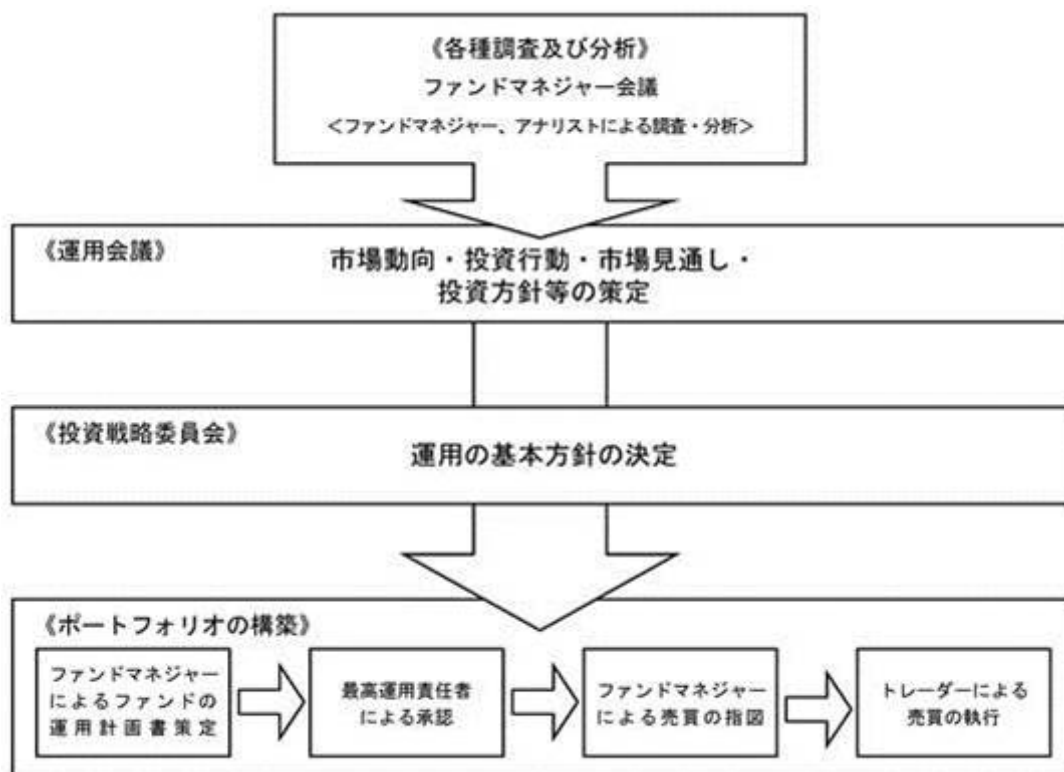 《各種調査及び分析》
ファンドマネジャー会議
＜ファンドマネジャー、アナリストによる調査・分析＞
《運用会議》
市場動向・投資行動・市場見通し・
投資方針等の策定
《投資戦略委員会》
運用の基本方針の決定
《ポートフォリオの構築》
ファンドマネジャー
によるファンドの
運用計画書策定
最高運用責任者
による承認
ファンドマネジャー
による売買の指図
トレーダーによる
売買の執行